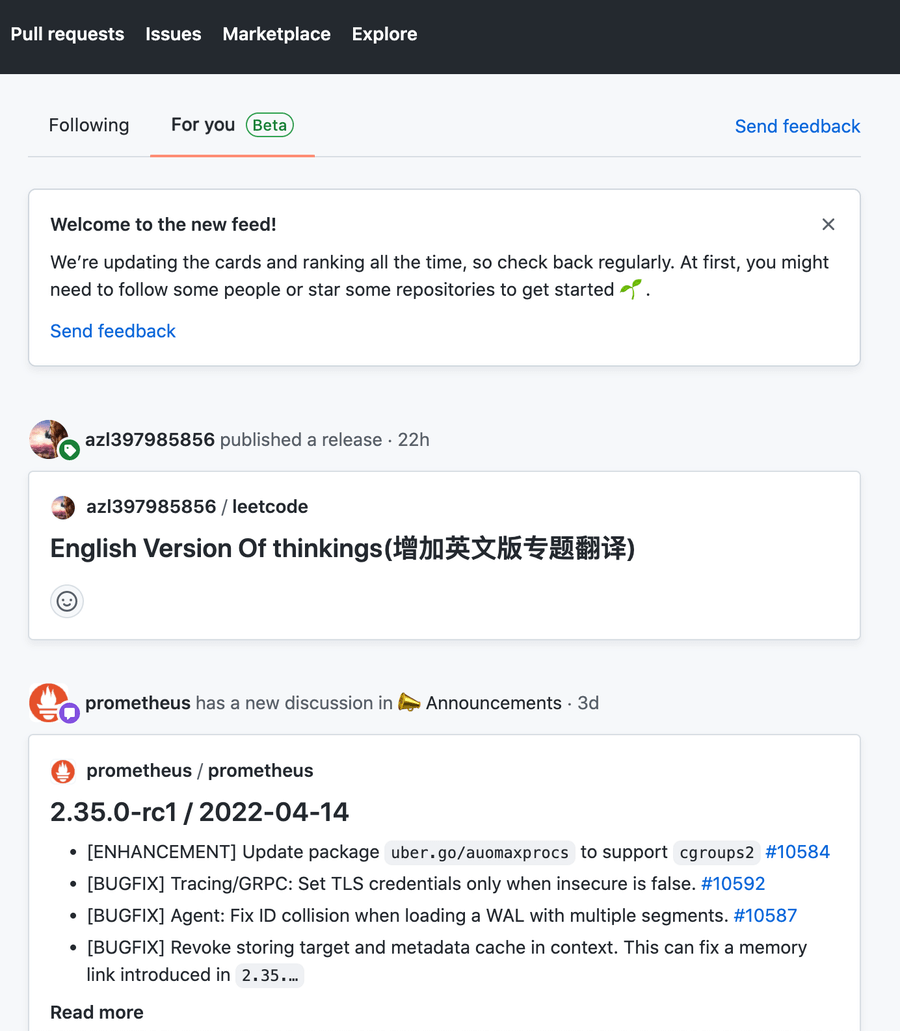 Pull requests Issues Marketplace Explore
Following For you Beta Send feedback
Welcome to the new feed!
We’re updating the cards and ranking all the time, so check back regularly. At first, you might
need to follow some people or star some repositories to get started 🌱 .
Send feedback
azl397985856 published a release · 22h
azl397985856 / leetcode
English Version Of thinkings(增加英文版专题翻译)
prometheus has a new discussion in 📣 Announcements · 3d
prometheus / prometheus
2.35.0-rc1 / 2022-04-14
• [ENHANCEMENT] Update package uber.go/auomaxprocs to support cgroups2 #10584
• [BUGFIX] Tracing/GRPC: Set TLS credentials only when insecure is false. #10592
• [BUGFIX] Agent: Fix ID collision when loading a WAL with multiple segments. #10587
• [BUGFIX] Revoke storing target and metadata cache in context. This can fix a memory
link introduced in 2.35.…
Read more